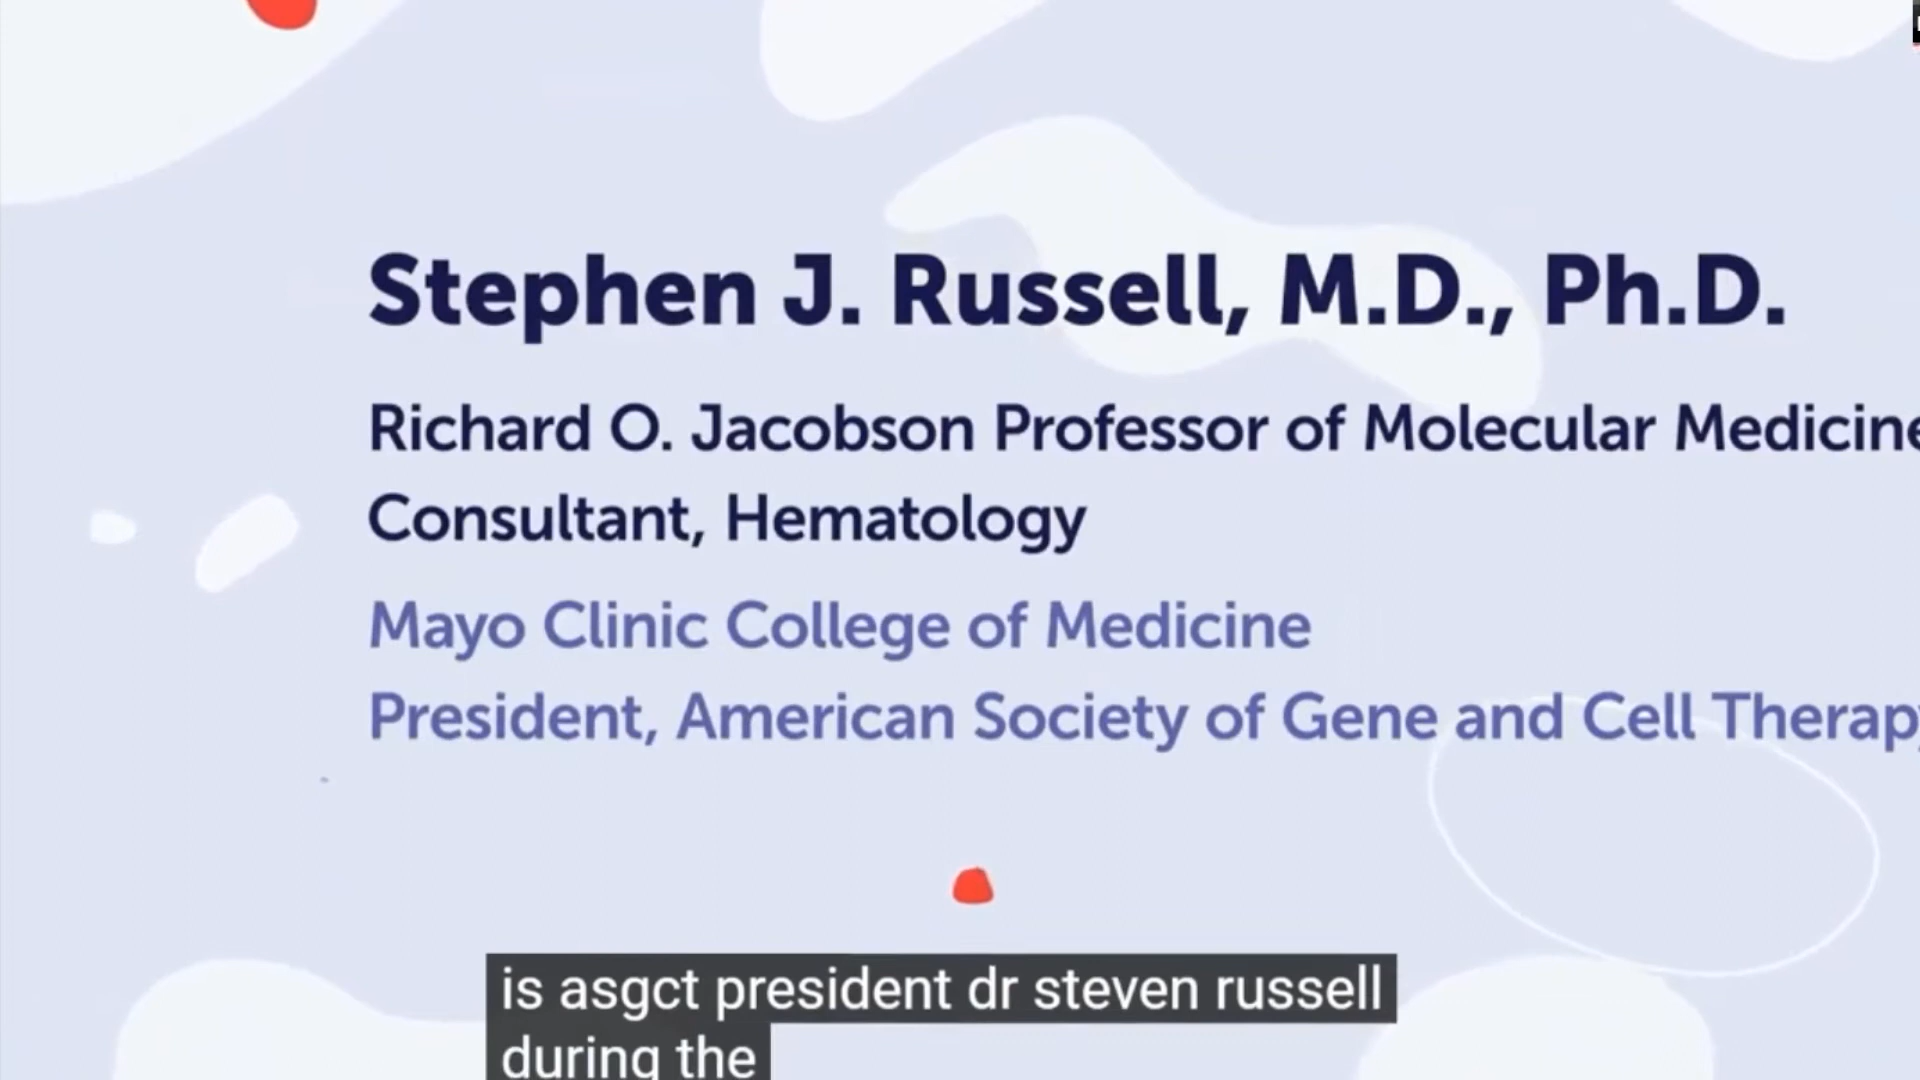 Stephen J. Russell, M.D., Ph.D.
Richard O. Jacobson Professor of Molecular Medicine
Consultant, Hematology
Mayo Clinic College of Medicine
President, American Society of Gene and Cell Therapy
is asgct president dr steven russell
during the